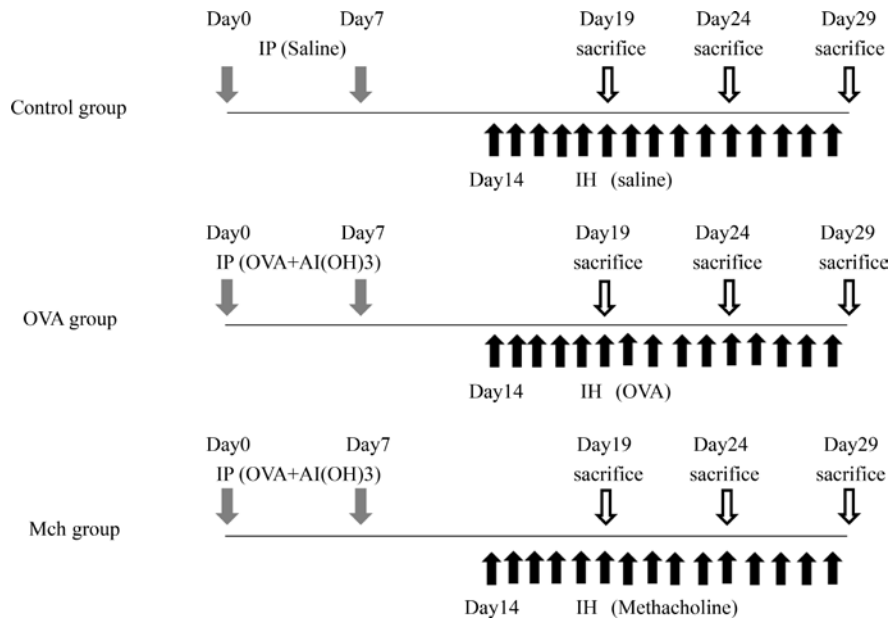 Day0 Day7 Day19 Day24 Day29
IP (Saline) sacrifice sacrifice sacrifice
Control group
Day14 IH (saline)
Day0 Day7 Day19 Day24 Day29
IP (OVA+AI(OH)3) sacrifice sacrifice sacrifice
OVA group
Day14 IH (OVA)
Day0 Day7 Day19 Day24 Day29
IP (OVA+AI(OH)3) sacrifice sacrifice sacrifice
Mch group
Day14 IH (Methacholine)